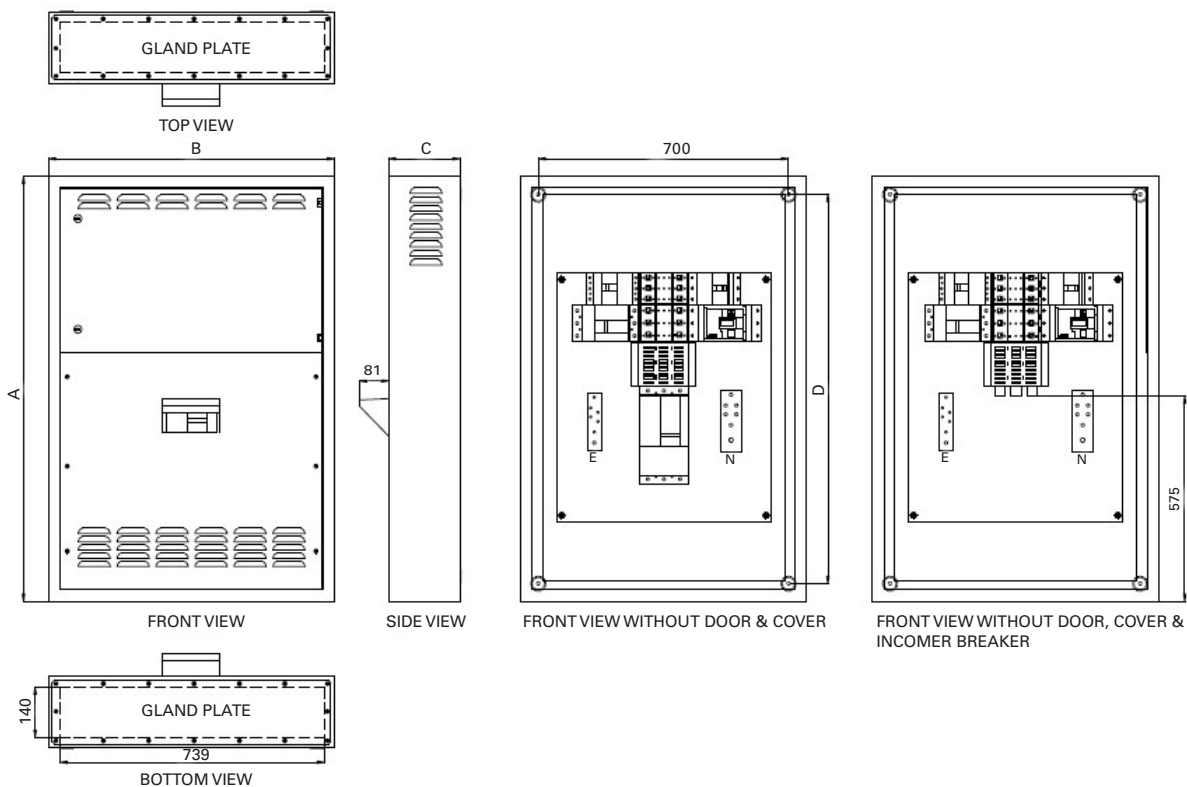 GLAND PLATE
TOP VIEW
B
C
700
A
81
D
E
N
E
N
575
FRONT VIEW
SIDE VIEW
FRONT VIEW WITHOUT DOOR & COVER
FRONT VIEW WITHOUT DOOR, COVER &
INCOMER BREAKER
140
GLAND PLATE
739
BOTTOM VIEW